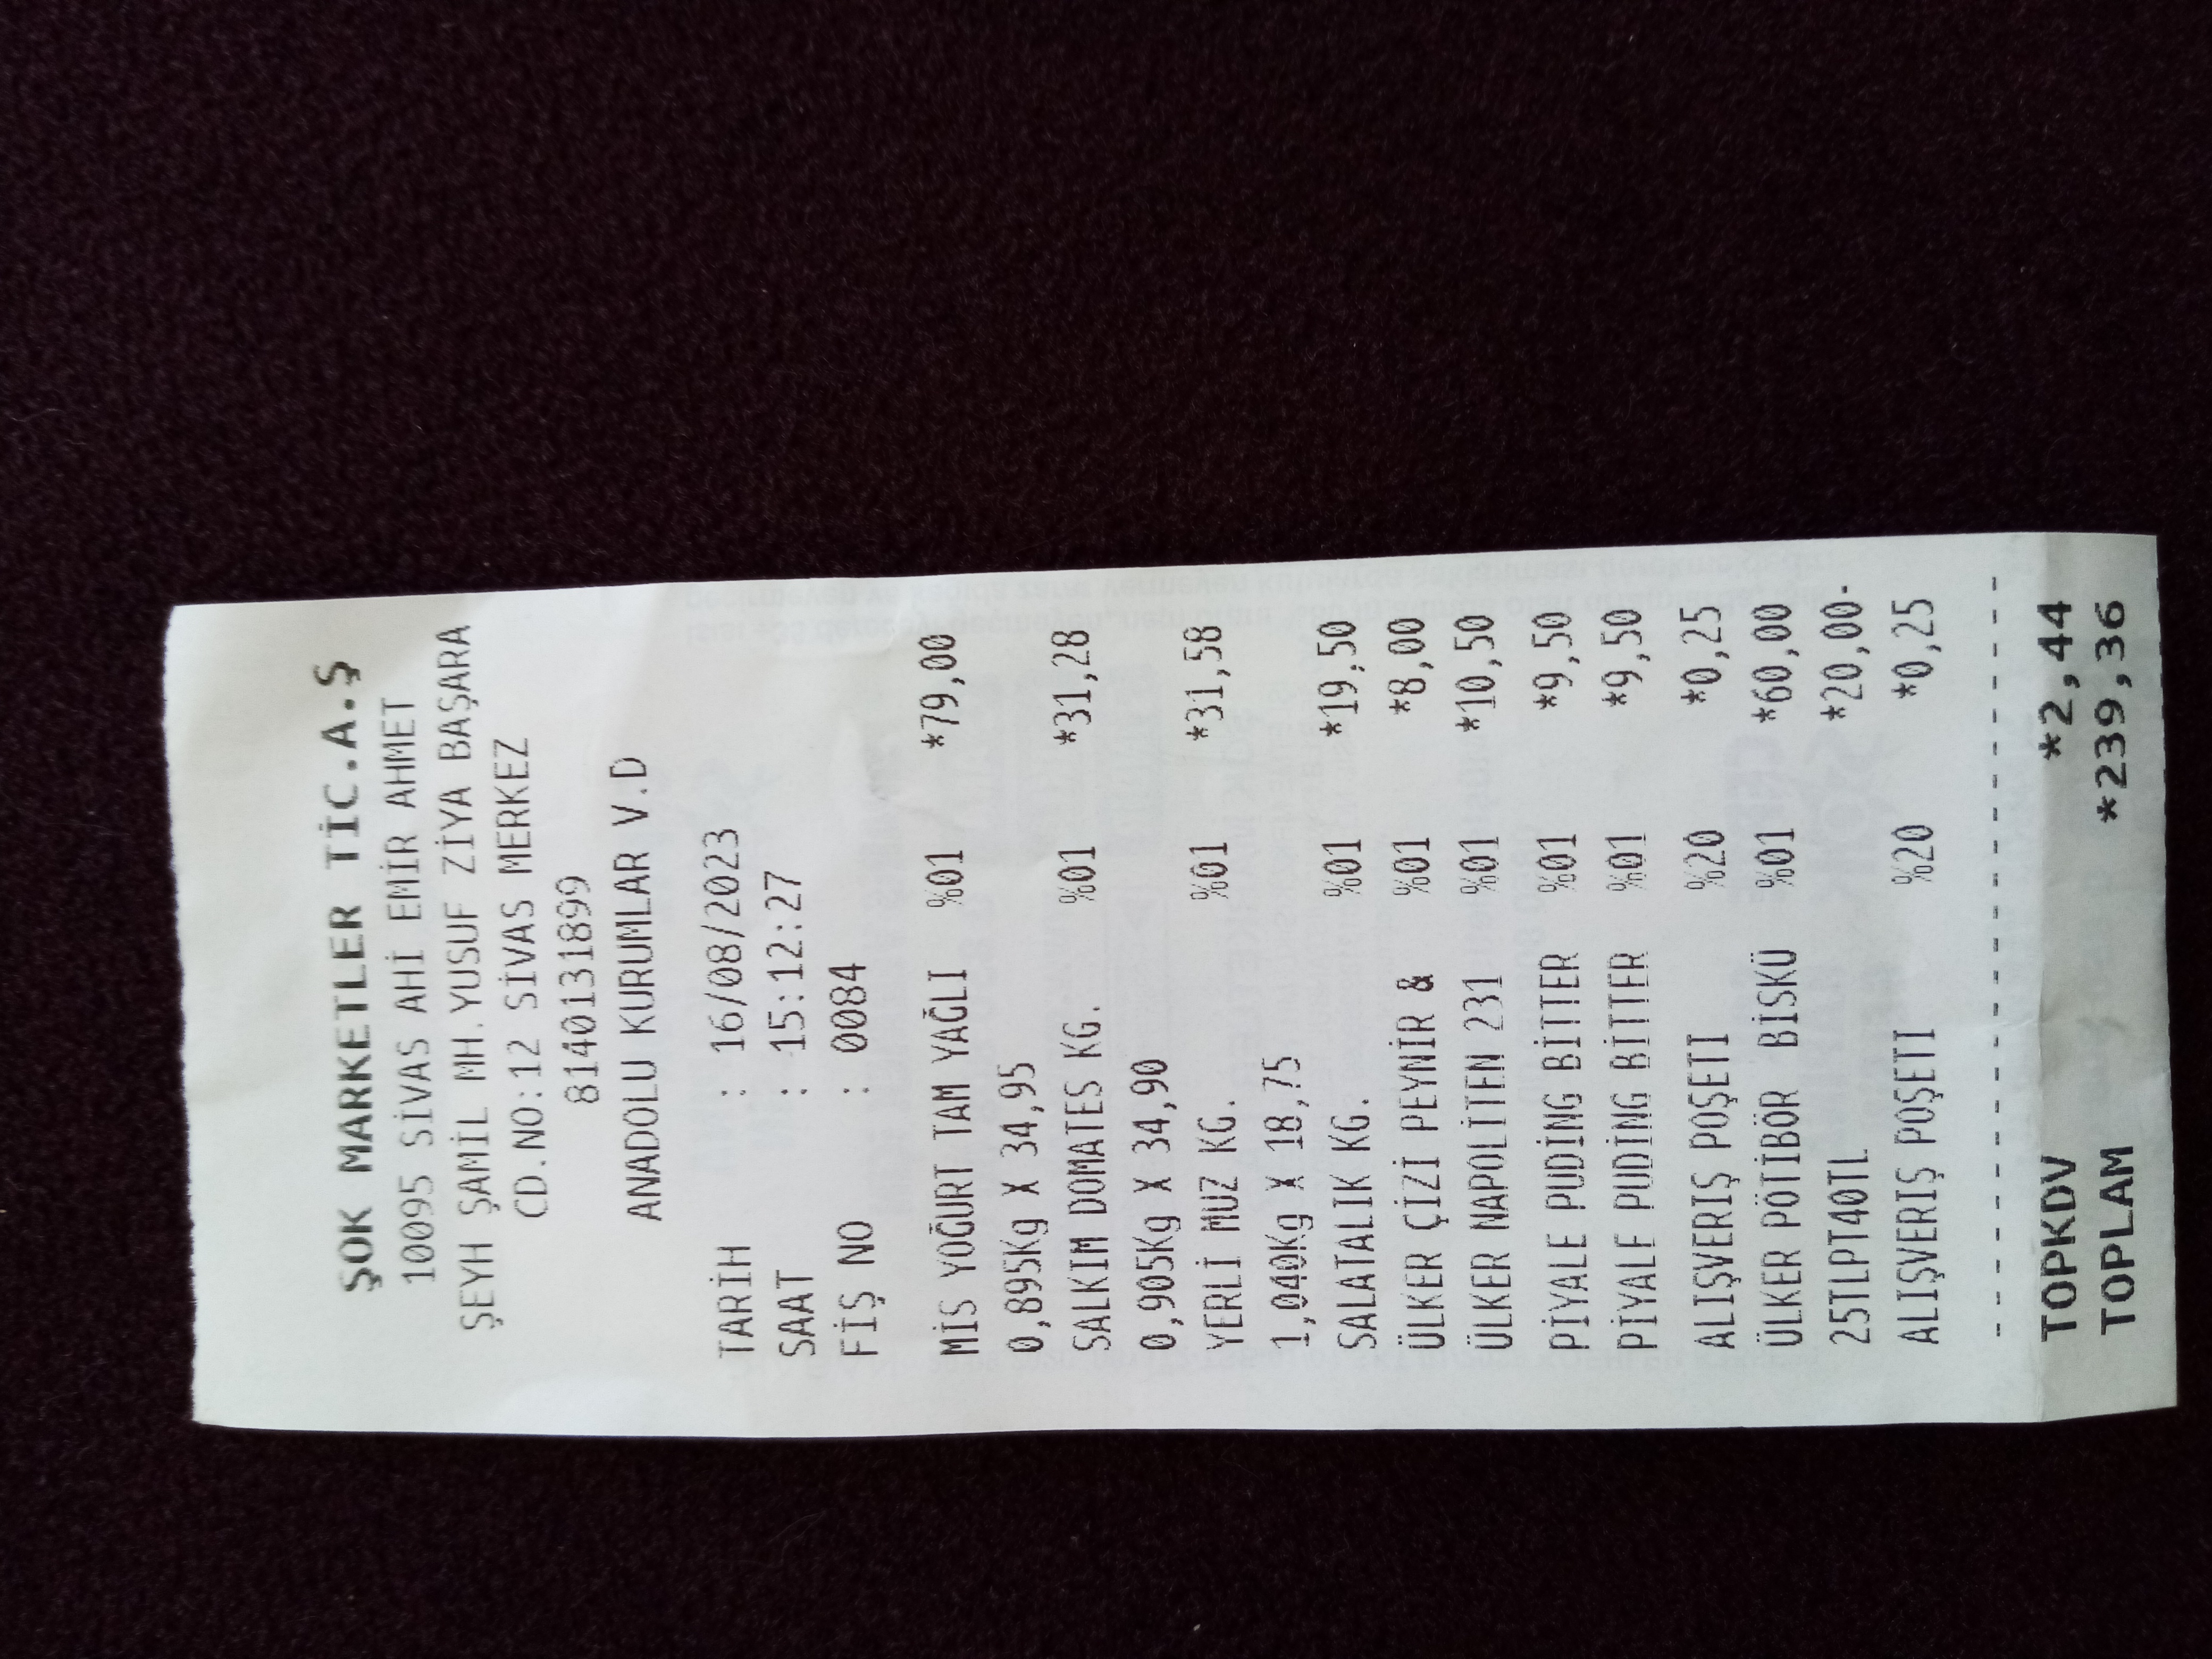 ŞOK MARKETLER TİC.A.Ş
10095 SİVAS AHİ EMİR AHMET
ŞEYH ŞAMİL MH.YUSUF ZİYA BAŞARA
CD.NO:12 SİVAS MERKEZ
8140131899
ANADOLU KURUMLAR V.D
TARİH : 16/08/2023
SAAT : 15:12:27
FİŞ NO : 0084
MİS YOĞURT TAM YAĞLI %01 *79,00
0,895Kg X 34,95
SALKIM DOMATES KG. %01 *31,28
0,905Kg X 34,90
YERLİ MUZ KG. %01 *31,58
1,040Kg X 18,75
SALATALIK KG. %01 *19,50
ÜLKER ÇİZİ PEYNİR & %01 *8,00
ÜLKER NAPOLİTEN 231 %01 *10,50
PİYALE PUDİNG BİTTER %01 *9,50
PİYALE PUDİNG BİTTER %01 *9,50
ALIŞVERIŞ POŞETI %20 *0,25
ÜLKER PÖTİBÖR BİSKÜ %01 *60,00
25TLPT40TL *20,00-
ALIŞVERIŞ POŞETI %20 *0,25
TOPKDV *2,44
TOPLAM *239,36